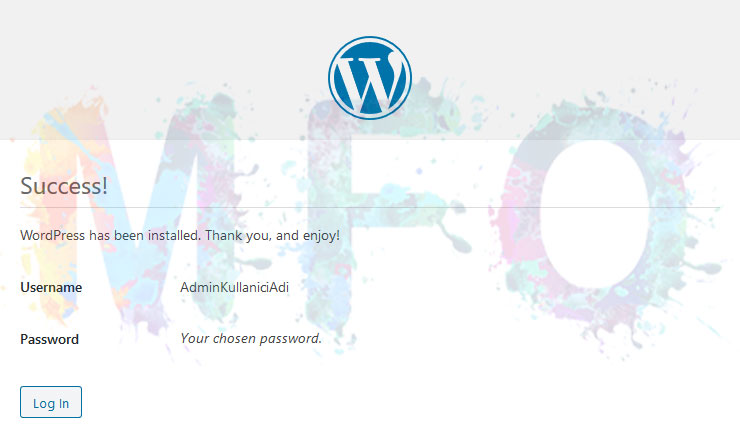 MFO
Success!
WordPress has been installed. Thank you, and enjoy!
Username AdminKullaniciAdi
Password Your chosen password.
Log In